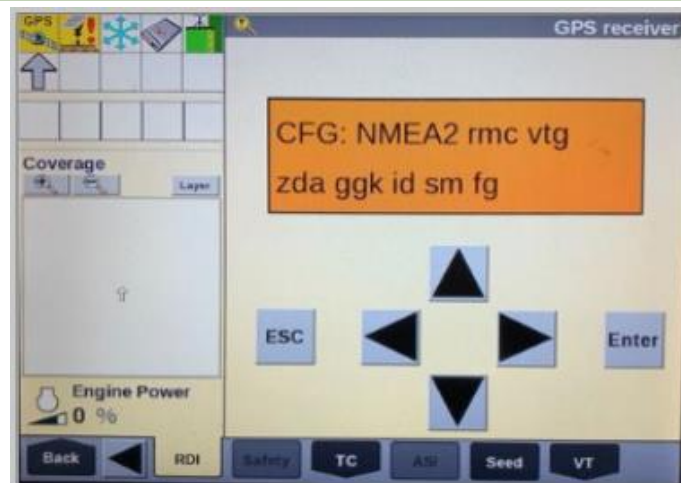 GPS
GPS receiver
CFG: NMEA2 rmc vtg
zda ggk id sm fg
Coverage
Layer
ESC
Enter
Engine Power
0 %
Back
RDI
Safety
TC
ASI
Seed
VT